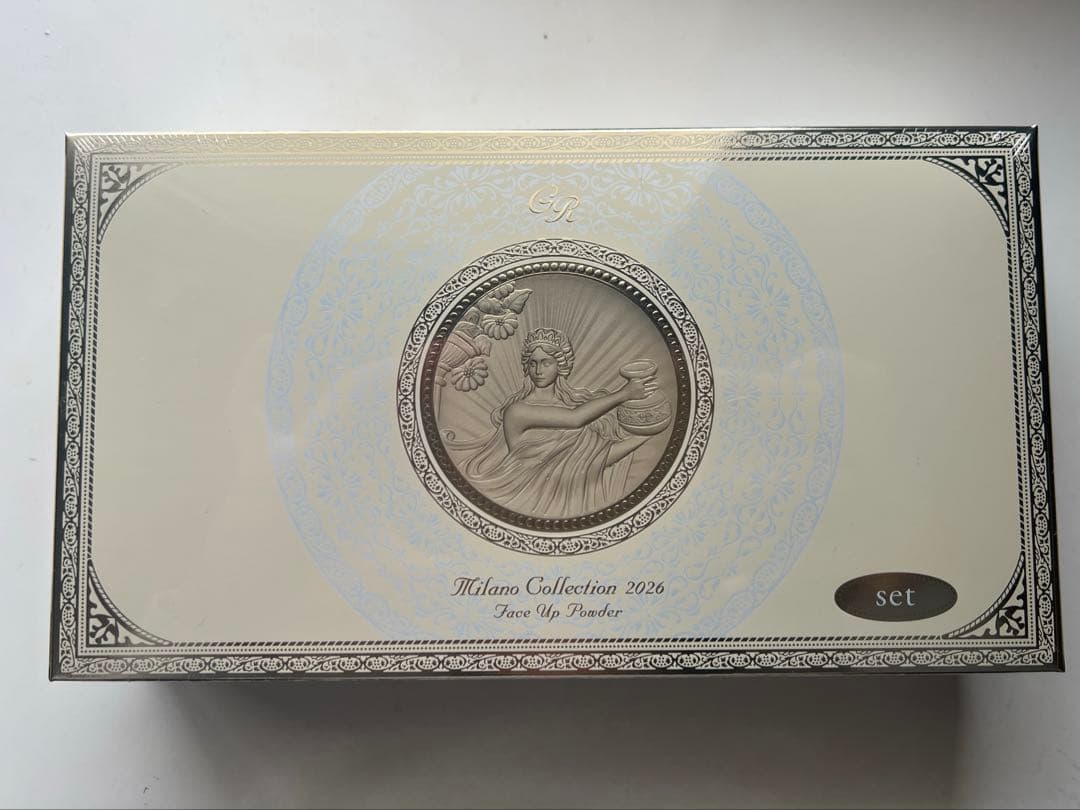 GR
Milano Collection 2026
Face Up Powder
set